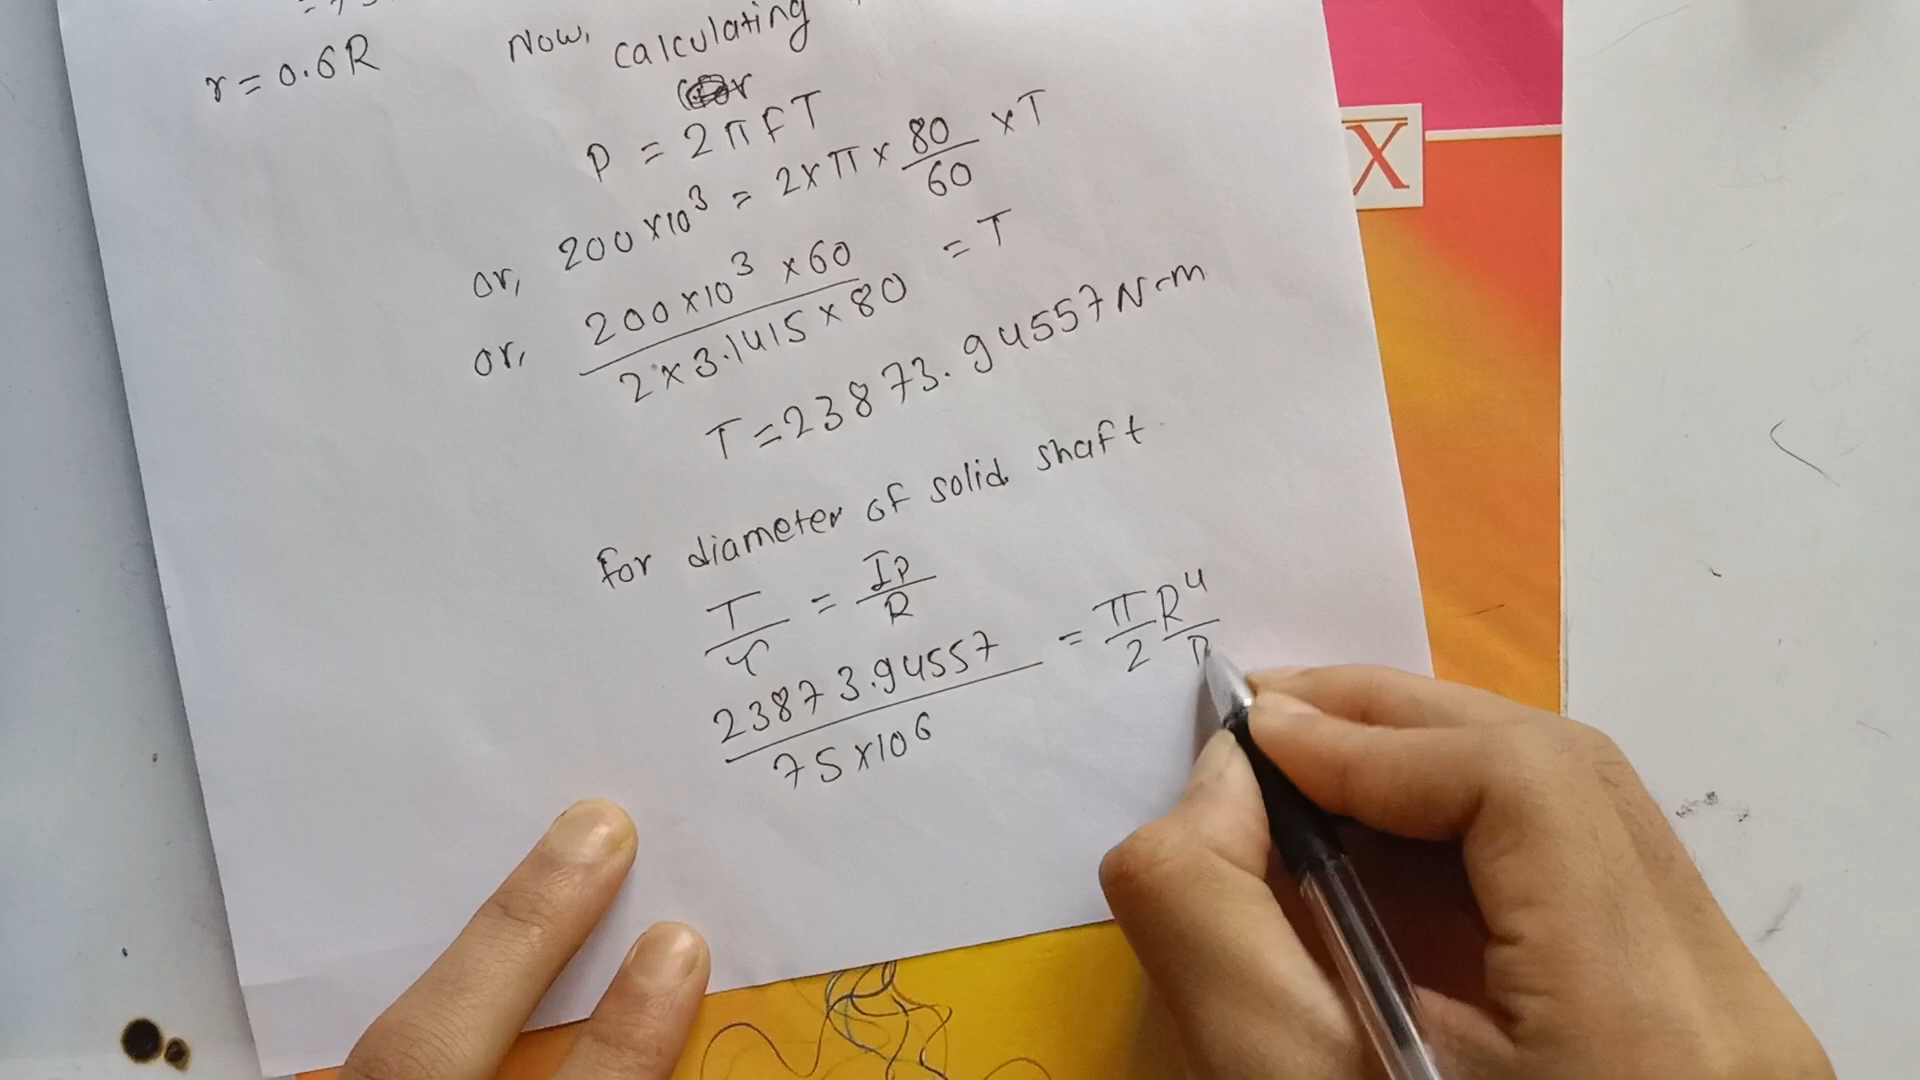 r = 0.6R
Now, calculating
P = 2πfT
or, 200×10³ = 2×π× 80/60 ×T
or, 200×10³×60 / 2×3.1415×80 = T
T = 23873.94557 N-m
For diameter of solid shaft
T/τ = IP/R
23873.94557 / 75×10⁶ = π/2 R⁴/R
X